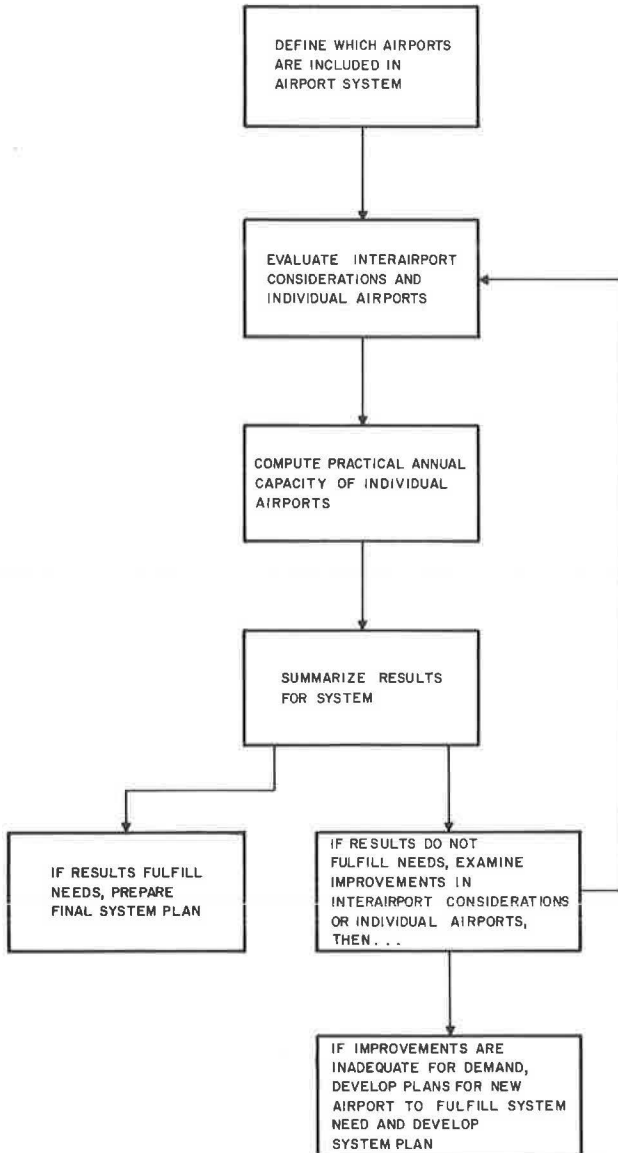 DEFINE WHICH AIRPORTS
ARE INCLUDED IN
AIRPORT SYSTEM
EVALUATE INTERAIRPORT
CONSIDERATIONS AND
INDIVIDUAL AIRPORTS
COMPUTE PRACTICAL ANNUAL
CAPACITY OF INDIVIDUAL
AIRPORTS
SUMMARIZE RESULTS
FOR SYSTEM
IF RESULTS FULFILL
NEEDS, PREPARE
FINAL SYSTEM PLAN
IF RESULTS DO NOT
FULFILL NEEDS, EXAMINE
IMPROVEMENTS IN
INTERAIRPORT CONSIDERATIONS
OR INDIVIDUAL AIRPORTS,
THEN...
IF IMPROVEMENTS ARE
INADEQUATE FOR DEMAND,
DEVELOP PLANS FOR NEW
AIRPORT TO FULFILL SYSTEM
NEED AND DEVELOP
SYSTEM PLAN